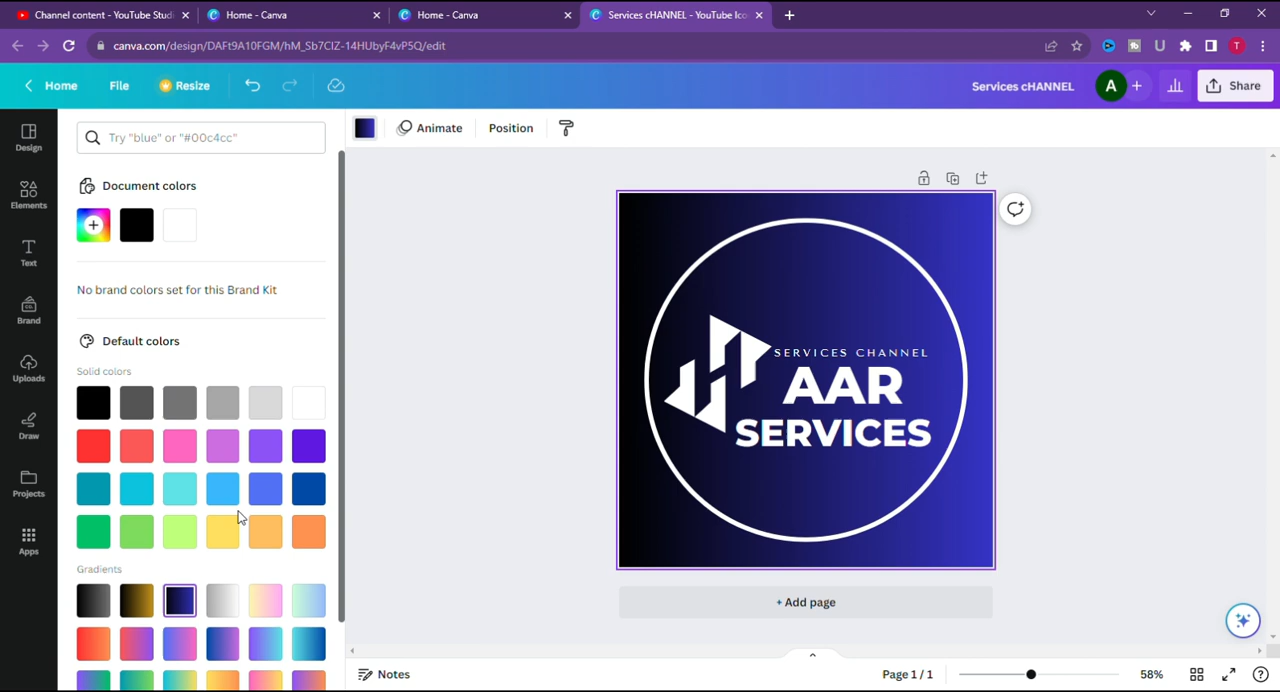 Channel content - YouTube Studi
Home - Canva
Home - Canva
Services cHANNEL - YouTube Ico
canva.com/design/DAFt9A10FGM/hM_Sb7CIZ-14HUbyF4vP5Q/edit
T
Home
File
Resize
Services cHANNEL
A
Share
Design
Elements
Text
Brand
Uploads
Draw
Projects
Apps
Try "blue" or "#00c4cc"
Document colors
No brand colors set for this Brand Kit
Default colors
Solid colors
Gradients
Animate
Position
SERVICES CHANNEL
AAR
SERVICES
+ Add page
Notes
Page 1 / 1
58%